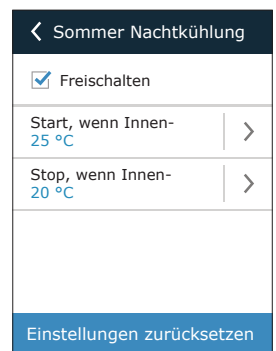 Sommer Nachtkühlung
Freischalten
Start, wenn Innen-
25 °C
Stop, wenn Innen-
20 °C
Einstellungen zurücksetzen